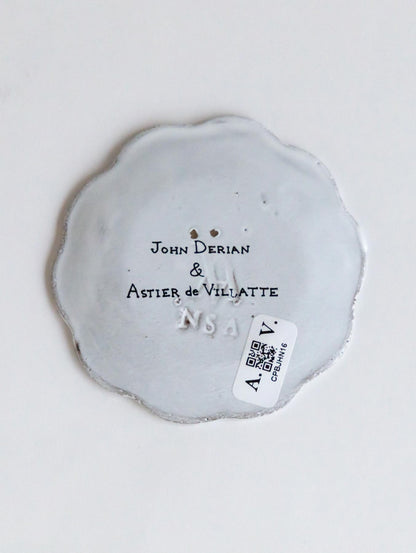 JOHN DERIAN
&
ASTIER de VILLATTE
NSA
A. V.
CPBJHN16